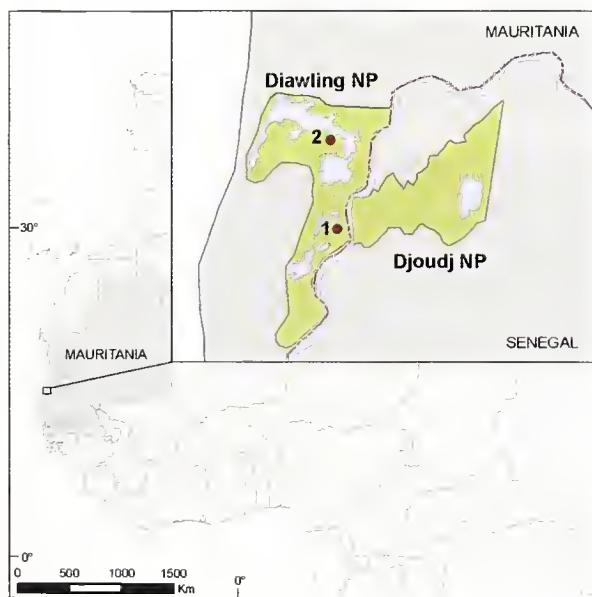 MAURITANIA
Diawling NP
2
30°
1
Djoudj NP
MAURITANIA
SENEGAL
0°
0 500 1000 1500
Km
0°